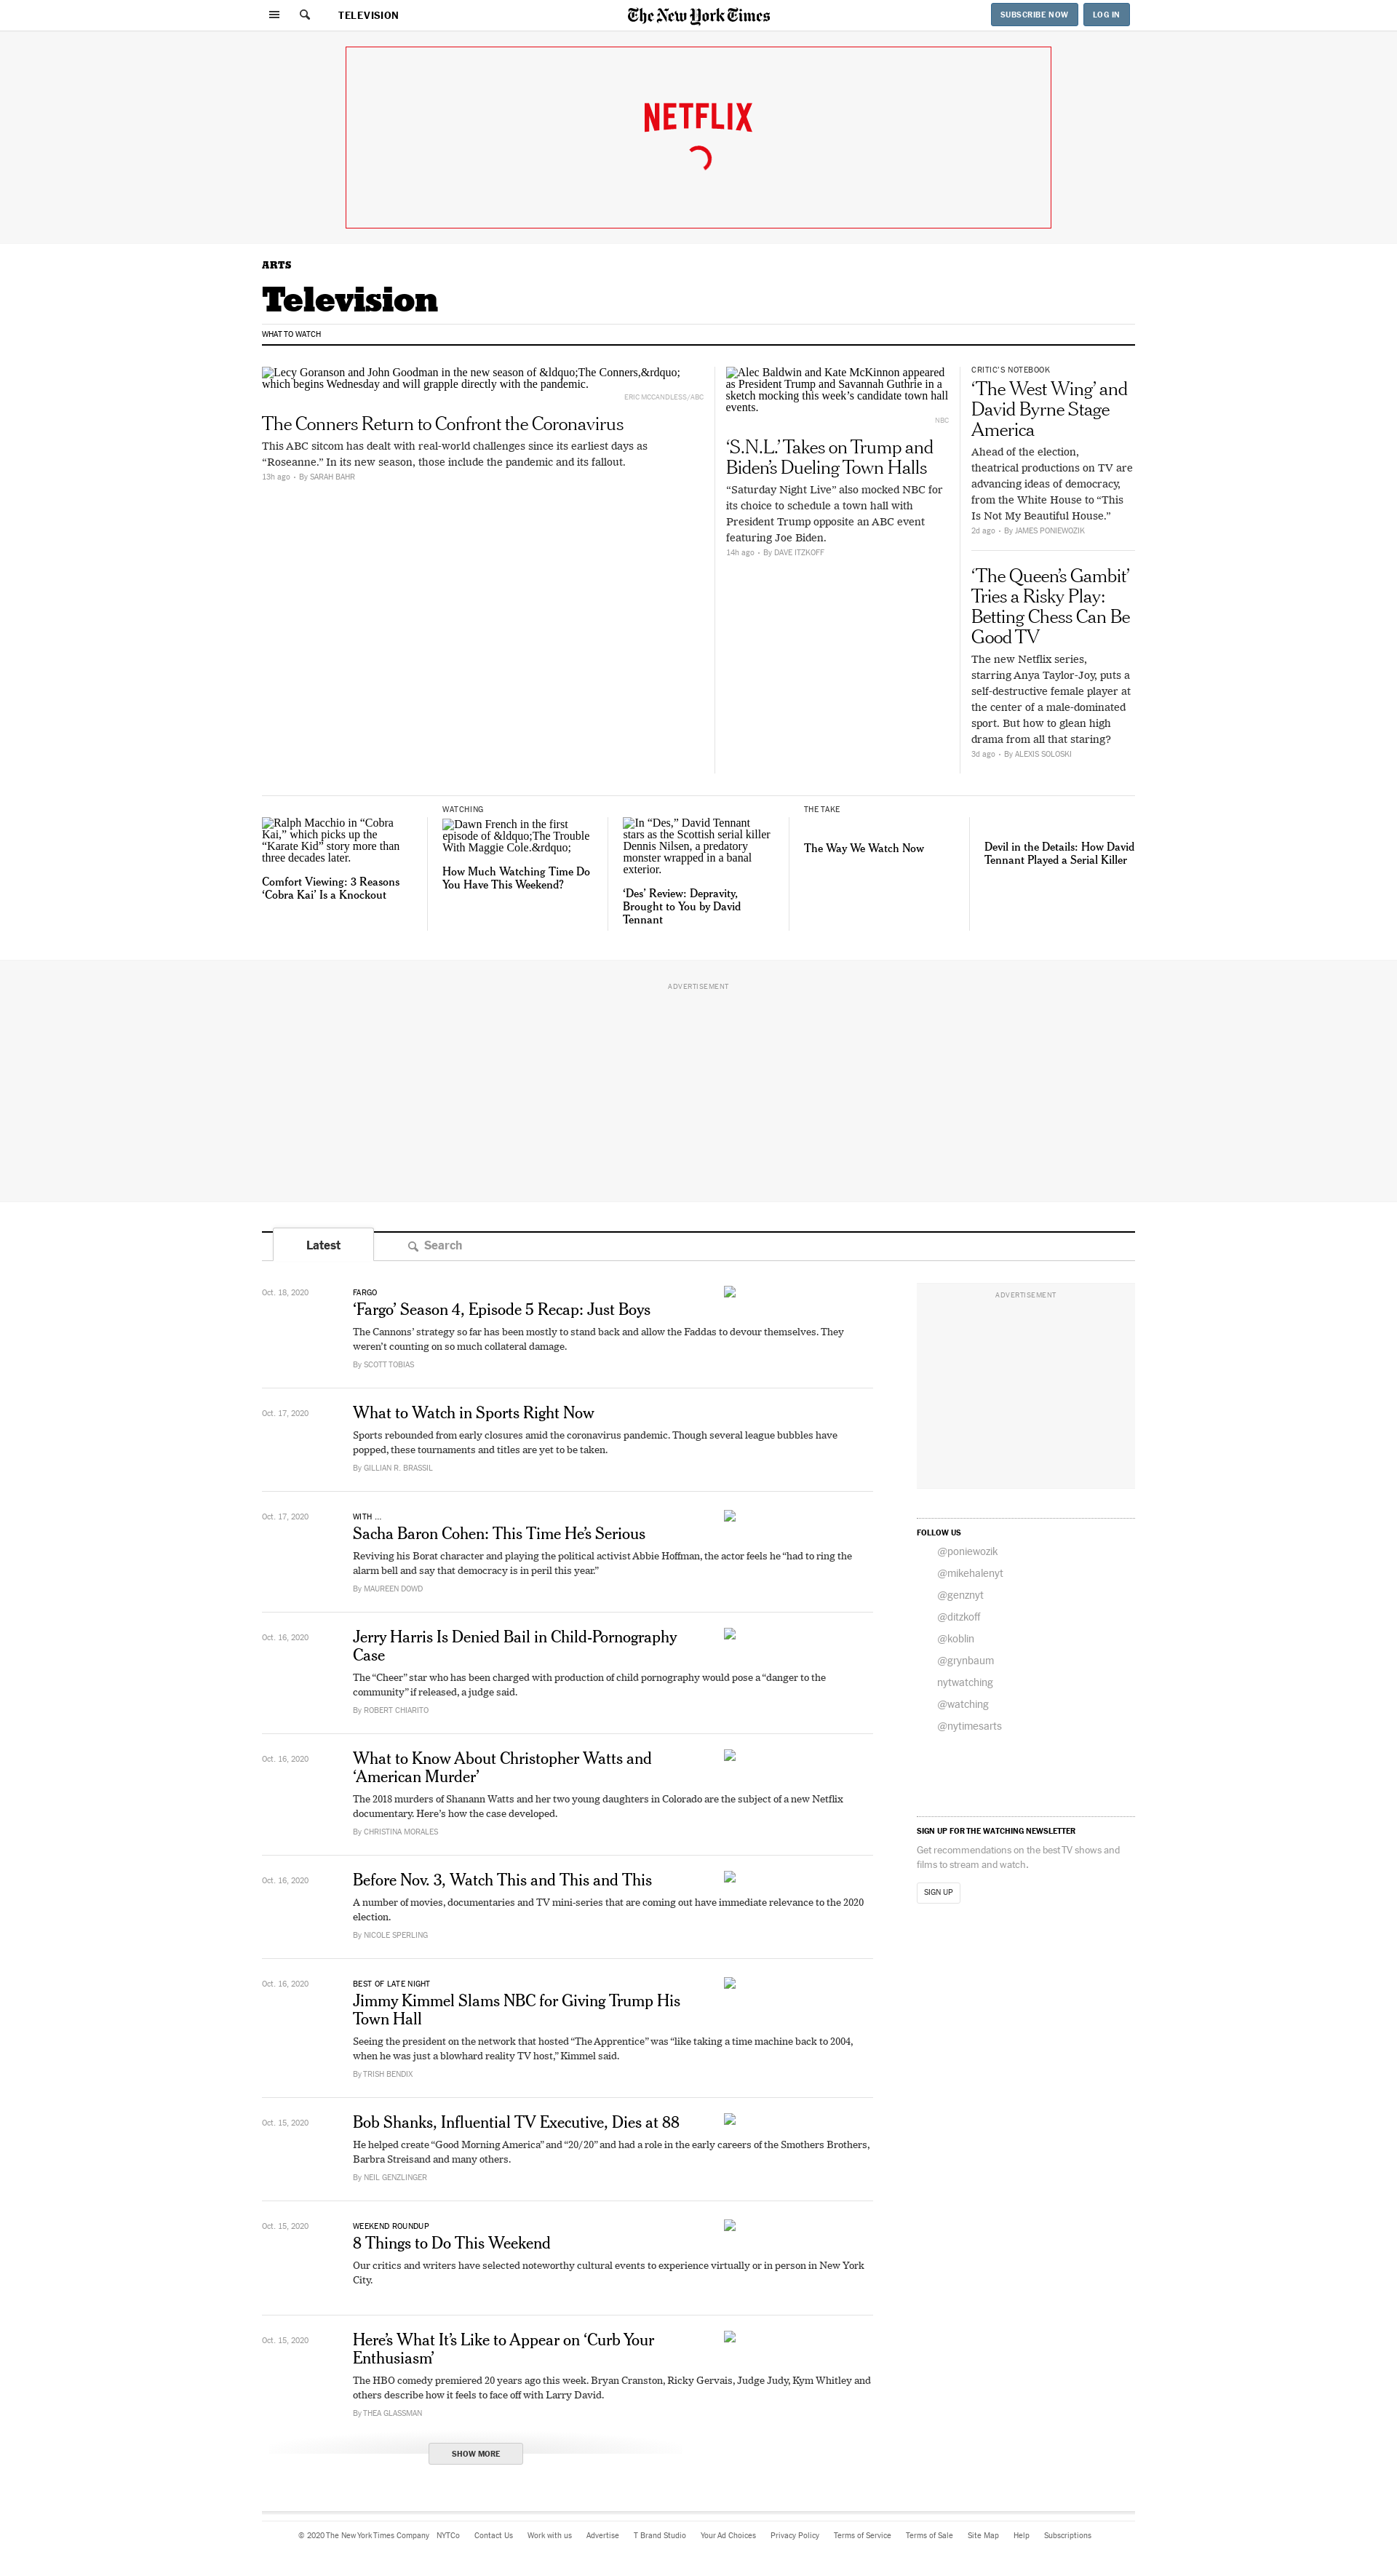 TELEVISION
The New York Times
SUBSCRIBE NOW
LOG IN
NETFLIX
ARTS
Television
WHAT TO WATCH
Lecy Goranson and John Goodman in the new season of &ldquo;The Conners,&rdquo;
which begins Wednesday and will grapple directly with the pandemic.
ERIC MCCANDLESS/ABC
The Conners Return to Confront the Coronavirus
This ABC sitcom has dealt with real-world challenges since its earliest days as
“Roseanne.” In its new season, those include the pandemic and its fallout.
13h ago • By SARAH BAHR
Alec Baldwin and Kate McKinnon appeared
as President Trump and Savannah Guthrie in a
sketch mocking this week’s candidate town hall
events.
NBC
‘S.N.L.’ Takes on Trump and
Biden’s Dueling Town Halls
“Saturday Night Live” also mocked NBC for
its choice to schedule a town hall with
President Trump opposite an ABC event
featuring Joe Biden.
14h ago • By DAVE ITZKOFF
CRITIC’S NOTEBOOK
‘The West Wing’ and
David Byrne Stage
America
Ahead of the election,
theatrical productions on TV are
advancing ideas of democracy,
from the White House to “This
Is Not My Beautiful House.”
2d ago • By JAMES PONIEWOZIK
‘The Queen’s Gambit’
Tries a Risky Play:
Betting Chess Can Be
Good TV
The new Netflix series,
starring Anya Taylor-Joy, puts a
self-destructive female player at
the center of a male-dominated
sport. But how to glean high
drama from all that staring?
3d ago • By ALEXIS SOLOSKI
Ralph Macchio in “Cobra
Kai,” which picks up the
“Karate Kid” story more than
three decades later.
Comfort Viewing: 3 Reasons
‘Cobra Kai’ Is a Knockout
WATCHING
Dawn French in the first
episode of &ldquo;The Trouble
With Maggie Cole.&rdquo;
How Much Watching Time Do
You Have This Weekend?
In “Des,” David Tennant
stars as the Scottish serial killer
Dennis Nilsen, a predatory
monster wrapped in a banal
exterior.
‘Des’ Review: Depravity,
Brought to You by David
Tennant
THE TAKE
The Way We Watch Now
Devil in the Details: How David
Tennant Played a Serial Killer
ADVERTISEMENT
Latest
Search
Oct. 18, 2020
FARGO
‘Fargo’ Season 4, Episode 5 Recap: Just Boys
The Cannons’ strategy so far has been mostly to stand back and allow the Faddas to devour themselves. They
weren’t counting on so much collateral damage.
By SCOTT TOBIAS
Oct. 17, 2020
What to Watch in Sports Right Now
Sports rebounded from early closures amid the coronavirus pandemic. Though several league bubbles have
popped, these tournaments and titles are yet to be taken.
By GILLIAN R. BRASSIL
Oct. 17, 2020
WITH ...
Sacha Baron Cohen: This Time He’s Serious
Reviving his Borat character and playing the political activist Abbie Hoffman, the actor feels he “had to ring the
alarm bell and say that democracy is in peril this year.”
By MAUREEN DOWD
Oct. 16, 2020
Jerry Harris Is Denied Bail in Child-Pornography
Case
The “Cheer” star who has been charged with production of child pornography would pose a “danger to the
community” if released, a judge said.
By ROBERT CHIARITO
Oct. 16, 2020
What to Know About Christopher Watts and
‘American Murder’
The 2018 murders of Shanann Watts and her two young daughters in Colorado are the subject of a new Netflix
documentary. Here’s how the case developed.
By CHRISTINA MORALES
Oct. 16, 2020
Before Nov. 3, Watch This and This and This
A number of movies, documentaries and TV mini-series that are coming out have immediate relevance to the 2020
election.
By NICOLE SPERLING
Oct. 16, 2020
BEST OF LATE NIGHT
Jimmy Kimmel Slams NBC for Giving Trump His
Town Hall
Seeing the president on the network that hosted “The Apprentice” was “like taking a time machine back to 2004,
when he was just a blowhard reality TV host,” Kimmel said.
By TRISH BENDIX
Oct. 15, 2020
Bob Shanks, Influential TV Executive, Dies at 88
He helped create “Good Morning America” and “20/20” and had a role in the early careers of the Smothers Brothers,
Barbra Streisand and many others.
By NEIL GENZLINGER
Oct. 15, 2020
WEEKEND ROUNDUP
8 Things to Do This Weekend
Our critics and writers have selected noteworthy cultural events to experience virtually or in person in New York
City.
Oct. 15, 2020
Here’s What It’s Like to Appear on ‘Curb Your
Enthusiasm’
The HBO comedy premiered 20 years ago this week. Bryan Cranston, Ricky Gervais, Judge Judy, Kym Whitley and
others describe how it feels to face off with Larry David.
By THEA GLASSMAN
SHOW MORE
ADVERTISEMENT
FOLLOW US
@poniewozik
@mikehalenyt
@genznyt
@ditzkoff
@koblin
@grynbaum
nytwatching
@watching
@nytimesarts
SIGN UP FOR THE WATCHING NEWSLETTER
Get recommendations on the best TV shows and
films to stream and watch.
SIGN UP
© 2020 The New York Times Company NYTCo Contact Us Work with us Advertise T Brand Studio Your Ad Choices Privacy Policy Terms of Service Terms of Sale Site Map Help Subscriptions